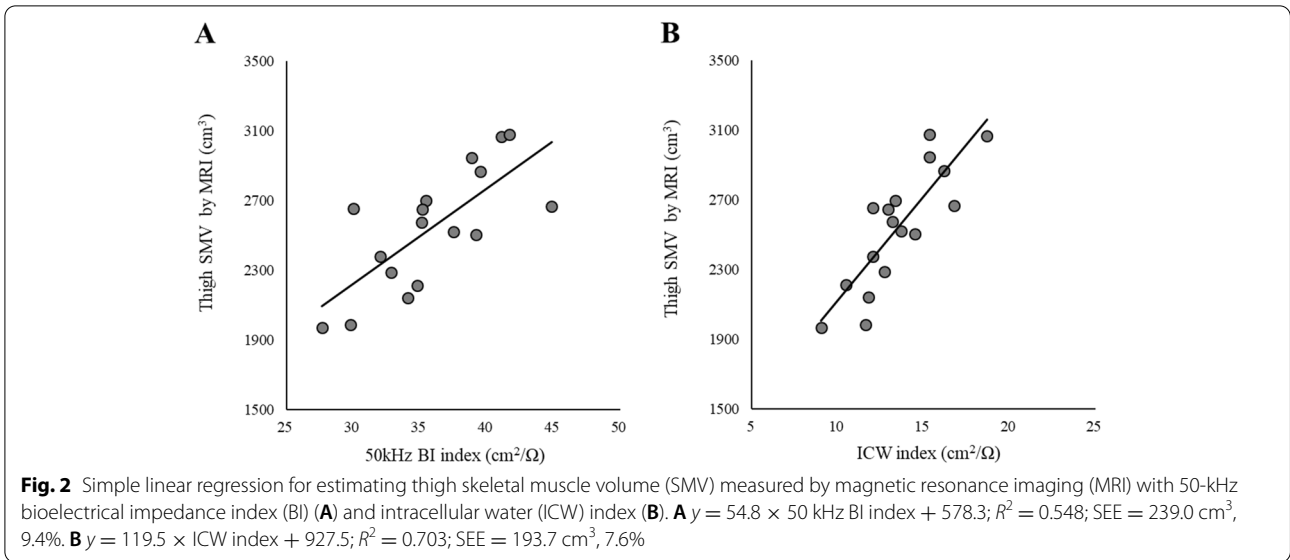 A
3500
3100
2700
2300
1900
1500
Thigh SMV by MRI (cm³)
25 30 35 40 45 50
50kHz BI index (cm²/Ω)
B
3500
3100
2700
2300
1900
1500
Thigh SMV by MRI (cm³)
5 10 15 20 25
ICW index (cm²/Ω)
Fig. 2 Simple linear regression for estimating thigh skeletal muscle volume (SMV) measured by magnetic resonance imaging (MRI) with 50-kHz
bioelectrical impedance index (BI) (A) and intracellular water (ICW) index (B). A y = 54.8 × 50 kHz BI index + 578.3; R² = 0.548; SEE = 239.0 cm³,
9.4%. B y = 119.5 × ICW index + 927.5; R² = 0.703; SEE = 193.7 cm³, 7.6%